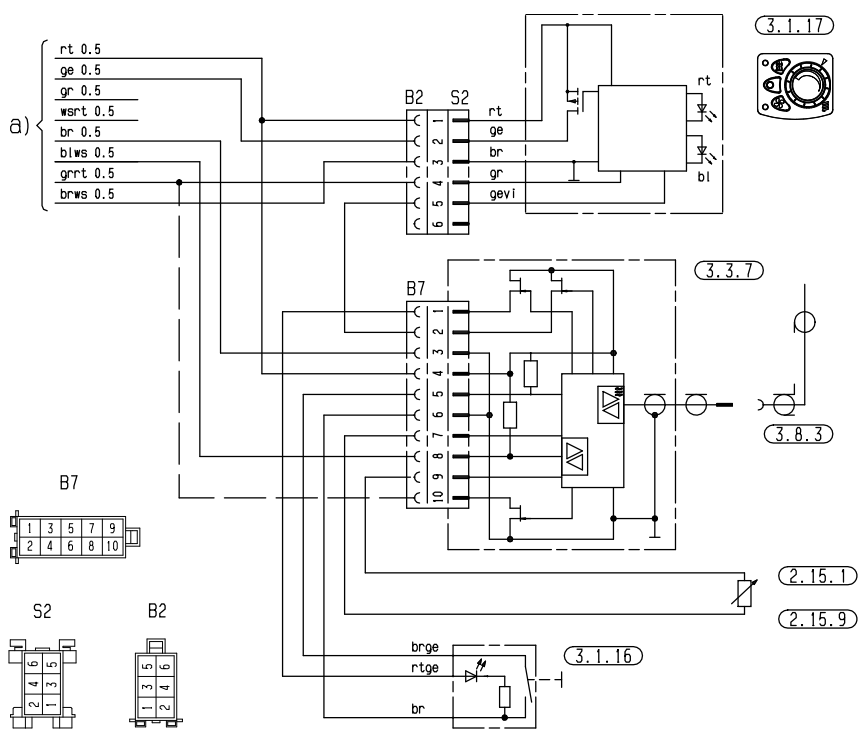 3.1.17
a)
rt 0.5
ge 0.5
gr 0.5
wsrt 0.5
br 0.5
blws 0.5
grrt 0.5
brws 0.5
B2 S2
1 rt
2 ge
3 br
4 gr
5 gevi
6
rt
bl
3.3.7
B7
1
2
3
4
5
6
7
8
9
10
3.8.3
B7
1 3 5 7 9
2 4 6 8 10
2.15.1
2.15.9
S2
6 5
4 3
2 1
B2
5 6
3 4
1 2
brge
rtge
br
3.1.16